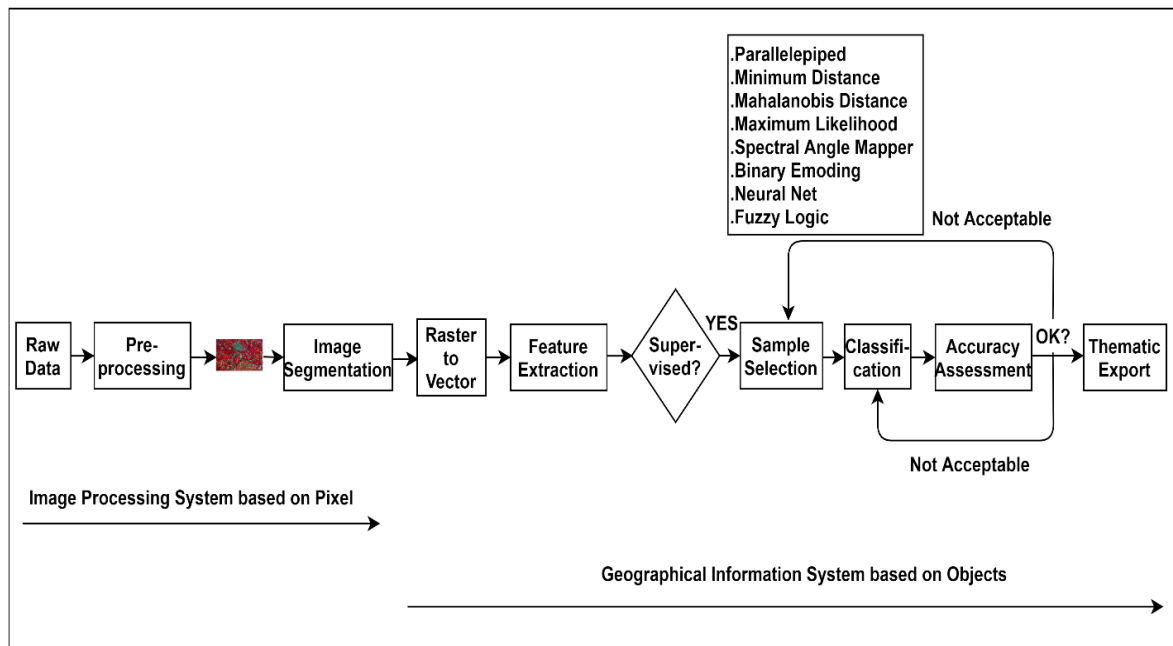 .Parallelepiped
.Minimum Distance
.Mahalanobis Distance
.Maximum Likelihood
.Spectral Angle Mapper
.Binary Emoding
.Neural Net
.Fuzzy Logic
Not Acceptable
Raw
Data
Pre-
processing
Image
Segmentation
Raster
to
Vector
Feature
Extraction
Super-
vised?
YES
Sample
Selection
Classifi-
cation
Accuracy
Assessment
OK?
Thematic
Export
Not Acceptable
Image Processing System based on Pixel
Geographical Information System based on Objects